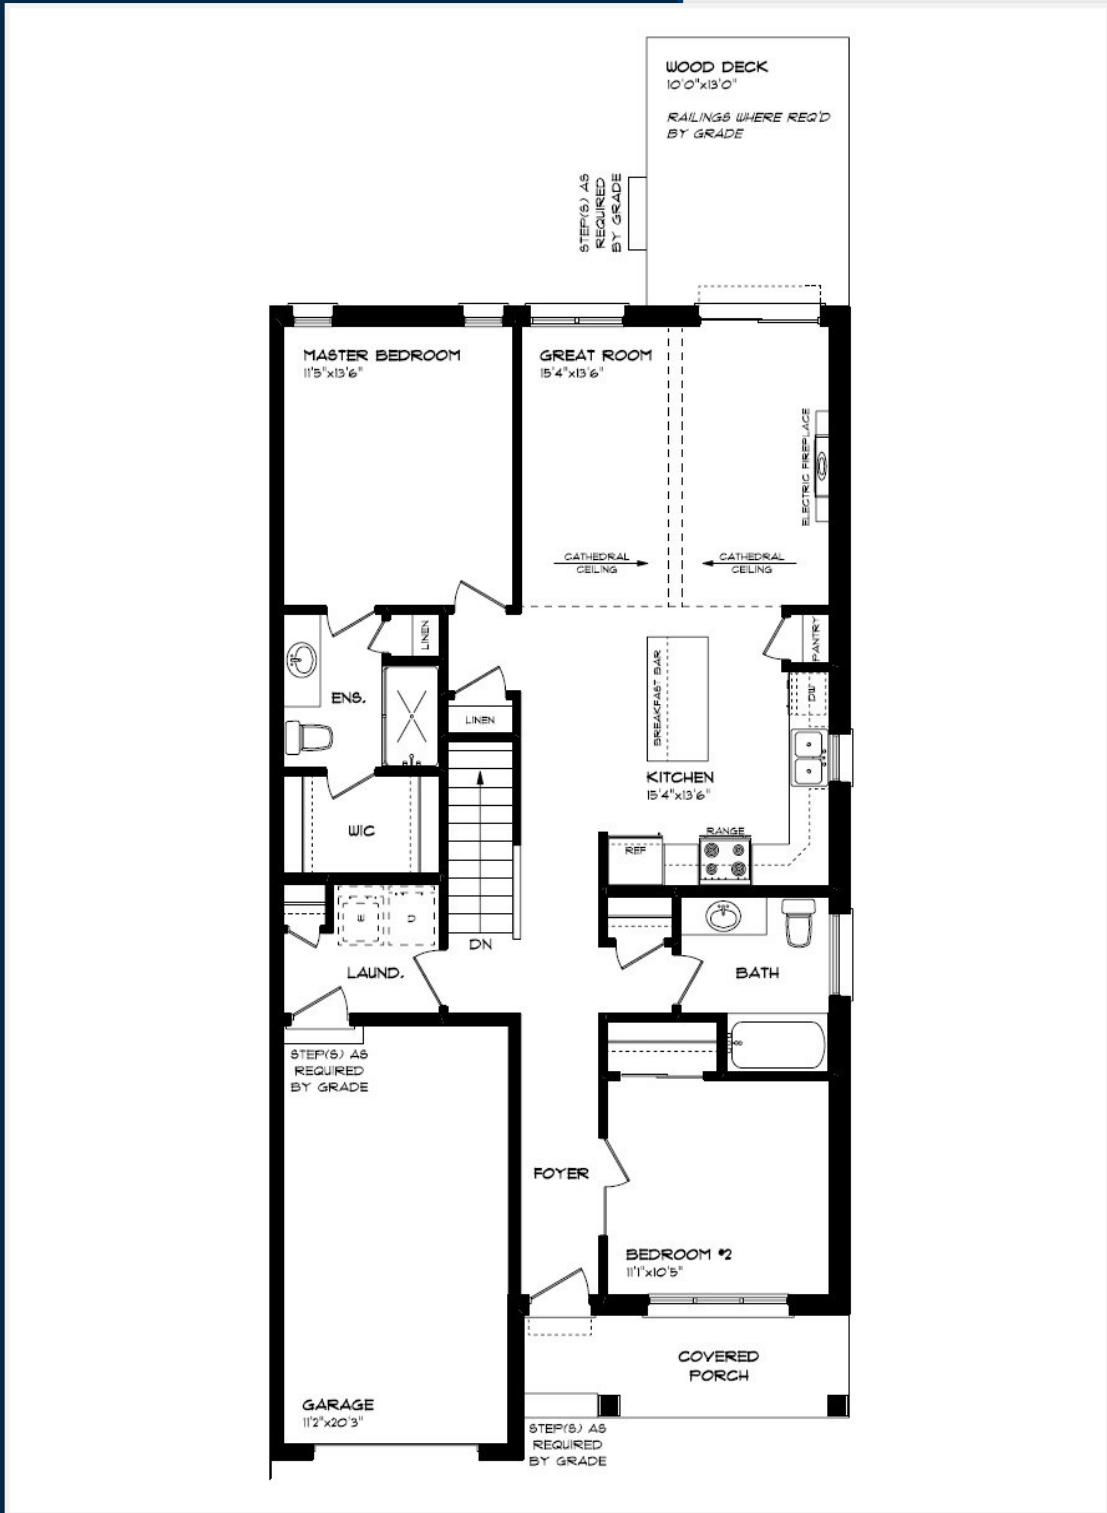 WOOD DECK
10'0"x13'0"
RAILINGS WHERE REQ'D
BY GRADE
STEP(S) AS
REQUIRED
BY GRADE
MASTER BEDROOM
11'5"x13'6"
GREAT ROOM
15'4"x13'6"
ELECTRIC FIREPLACE
CATHEDRAL
CEILING
CATHEDRAL
CEILING
LINEN
PANTRY
ENS.
BREAKFAST BAR
DW
LINEN
KITCHEN
15'4"x13'6"
WIC
RANGE
REF
E
D
DN
LAUND.
BATH
STEP(S) AS
REQUIRED
BY GRADE
FOYER
BEDROOM #2
11'1"x10'5"
COVERED
PORCH
GARAGE
11'2"x20'3"
STEP(S) AS
REQUIRED
BY GRADE